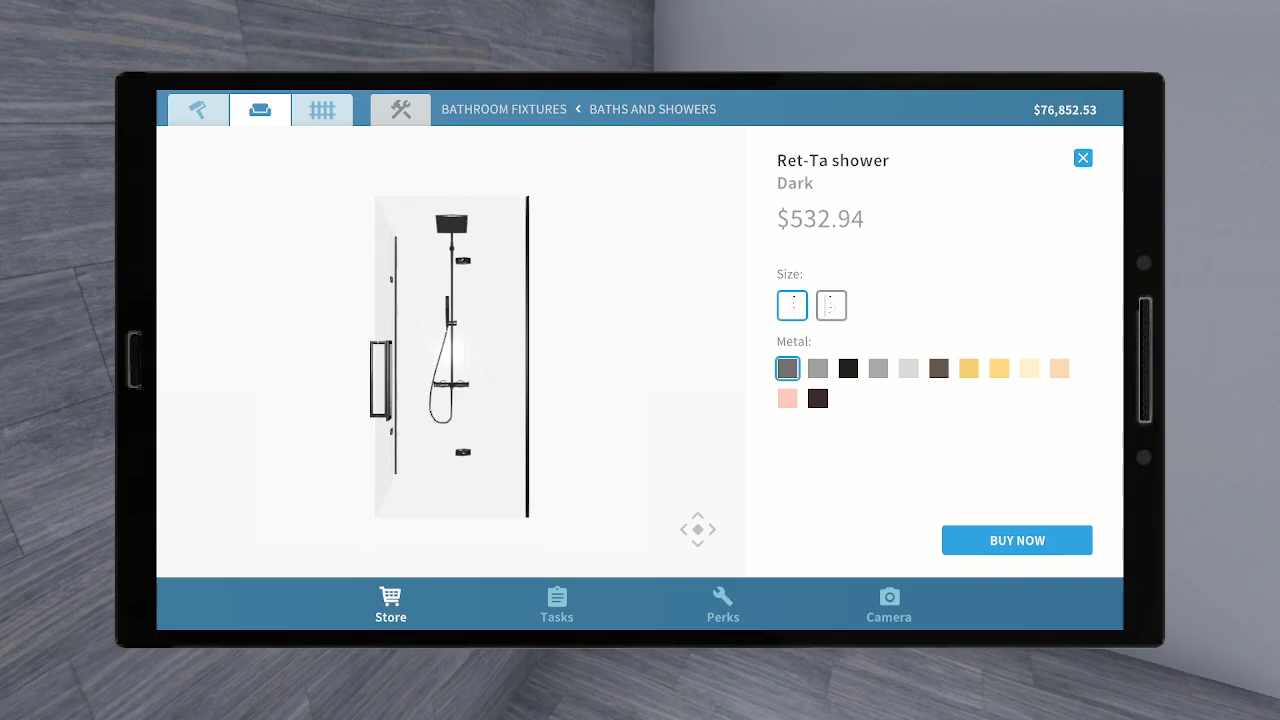 BATHROOM FIXTURES < BATHS AND SHOWERS
$76,852.53
Ret-Ta shower
Dark
$532.94
Size:
Metal:
BUY NOW
Store
Tasks
Perks
Camera